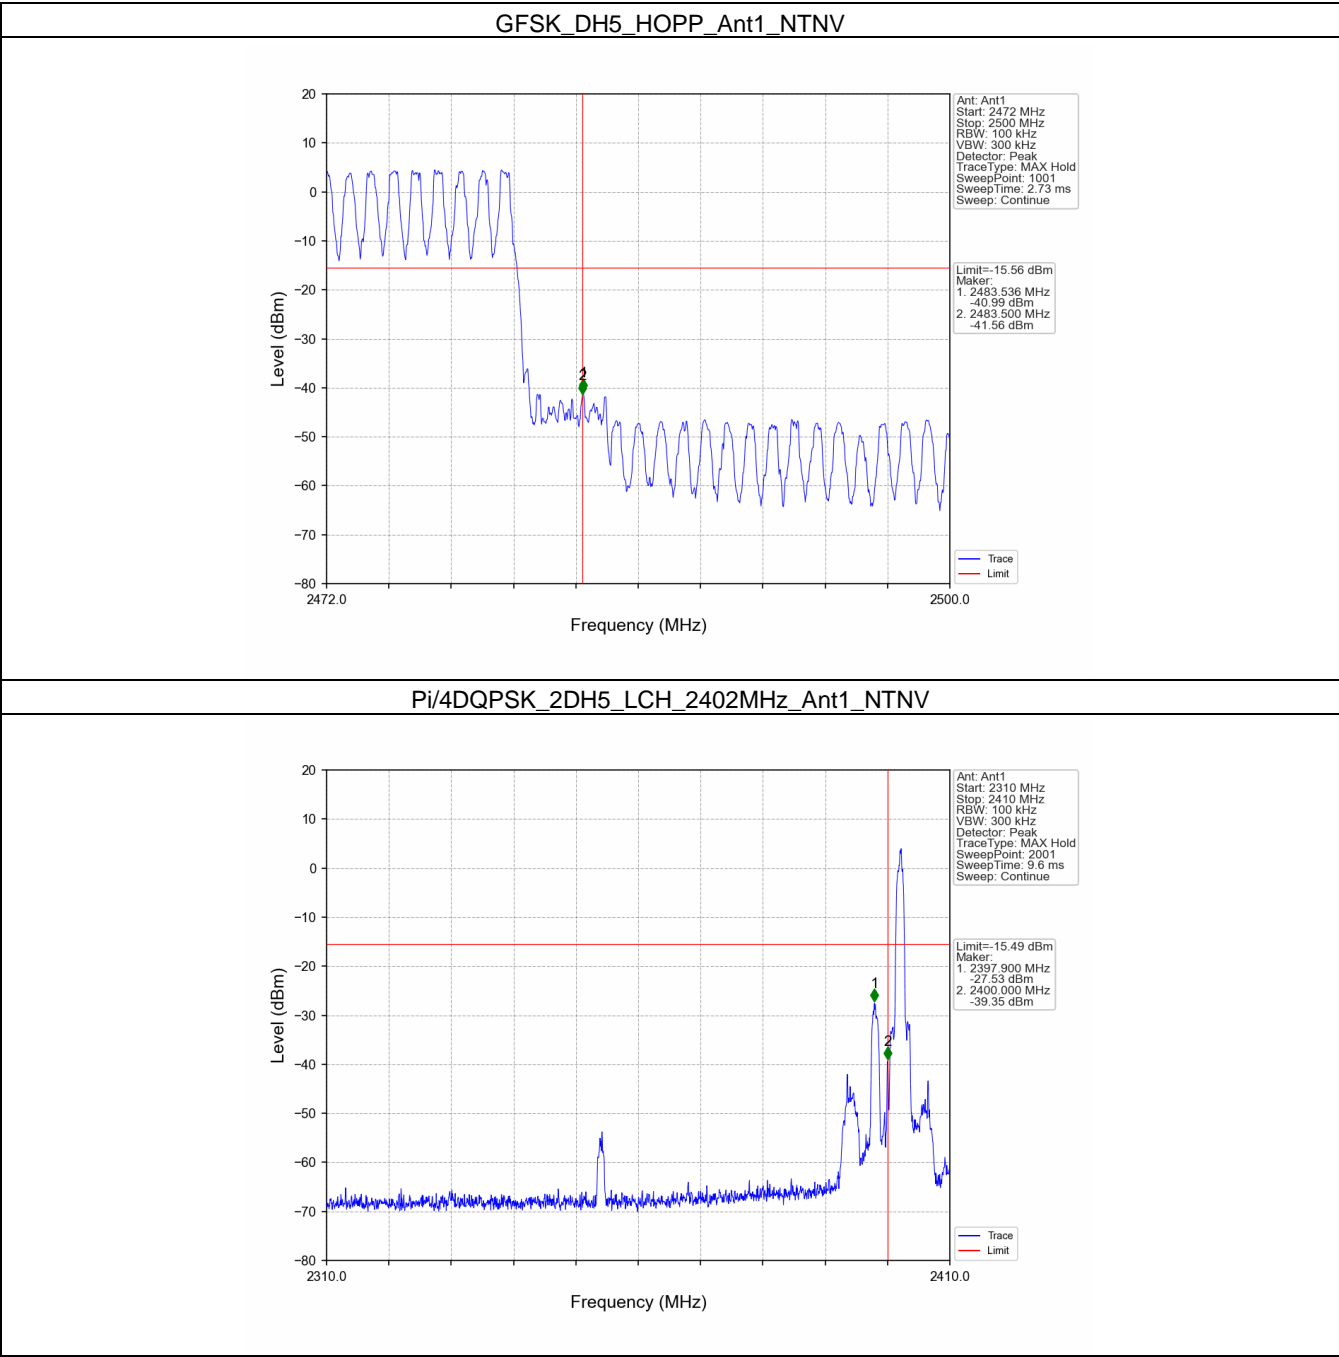 GFSK_DH5_HOPP_Ant1_NTNV
20
10
0
−10
−20
−30
−40
−50
−60
−70
−80
Level (dBm)
2472.0
2500.0
Frequency (MHz)
1
2
Ant: Ant1
Start: 2472 MHz
Stop: 2500 MHz
RBW: 100 kHz
VBW: 300 kHz
Detector: Peak
TraceType: MAX Hold
SweepPoint: 1001
SweepTime: 2.73 ms
Sweep: Continue
Limit=-15.56 dBm
Maker:
1. 2483.536 MHz
-40.99 dBm
2. 2483.500 MHz
-41.56 dBm
Trace
Limit
Pi/4DQPSK_2DH5_LCH_2402MHz_Ant1_NTNV
20
10
0
−10
−20
−30
−40
−50
−60
−70
−80
Level (dBm)
2310.0
2410.0
Frequency (MHz)
1
2
Ant: Ant1
Start: 2310 MHz
Stop: 2410 MHz
RBW: 100 kHz
VBW: 300 kHz
Detector: Peak
TraceType: MAX Hold
SweepPoint: 2001
SweepTime: 9.6 ms
Sweep: Continue
Limit=-15.49 dBm
Maker:
1. 2397.900 MHz
-27.53 dBm
2. 2400.000 MHz
-39.35 dBm
Trace
Limit